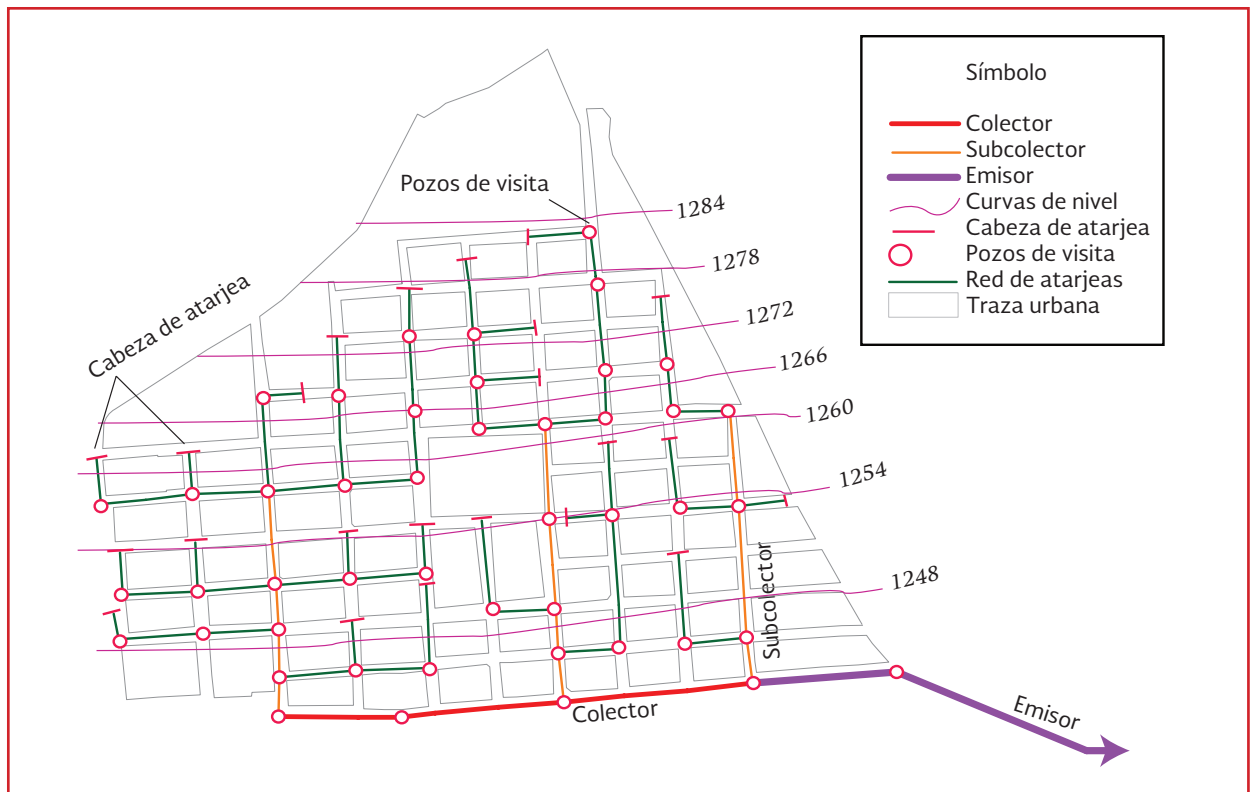 Símbolo
Colector
Subcolector
Emisor
Curvas de nivel
Cabeza de atarjea
Pozos de visita
Red de atarjeas
Traza urbana
Pozos de visita
1284
1278
Cabeza de atarjea
1272
1266
1260
1254
1248
Subcolector
Colector
Emisor